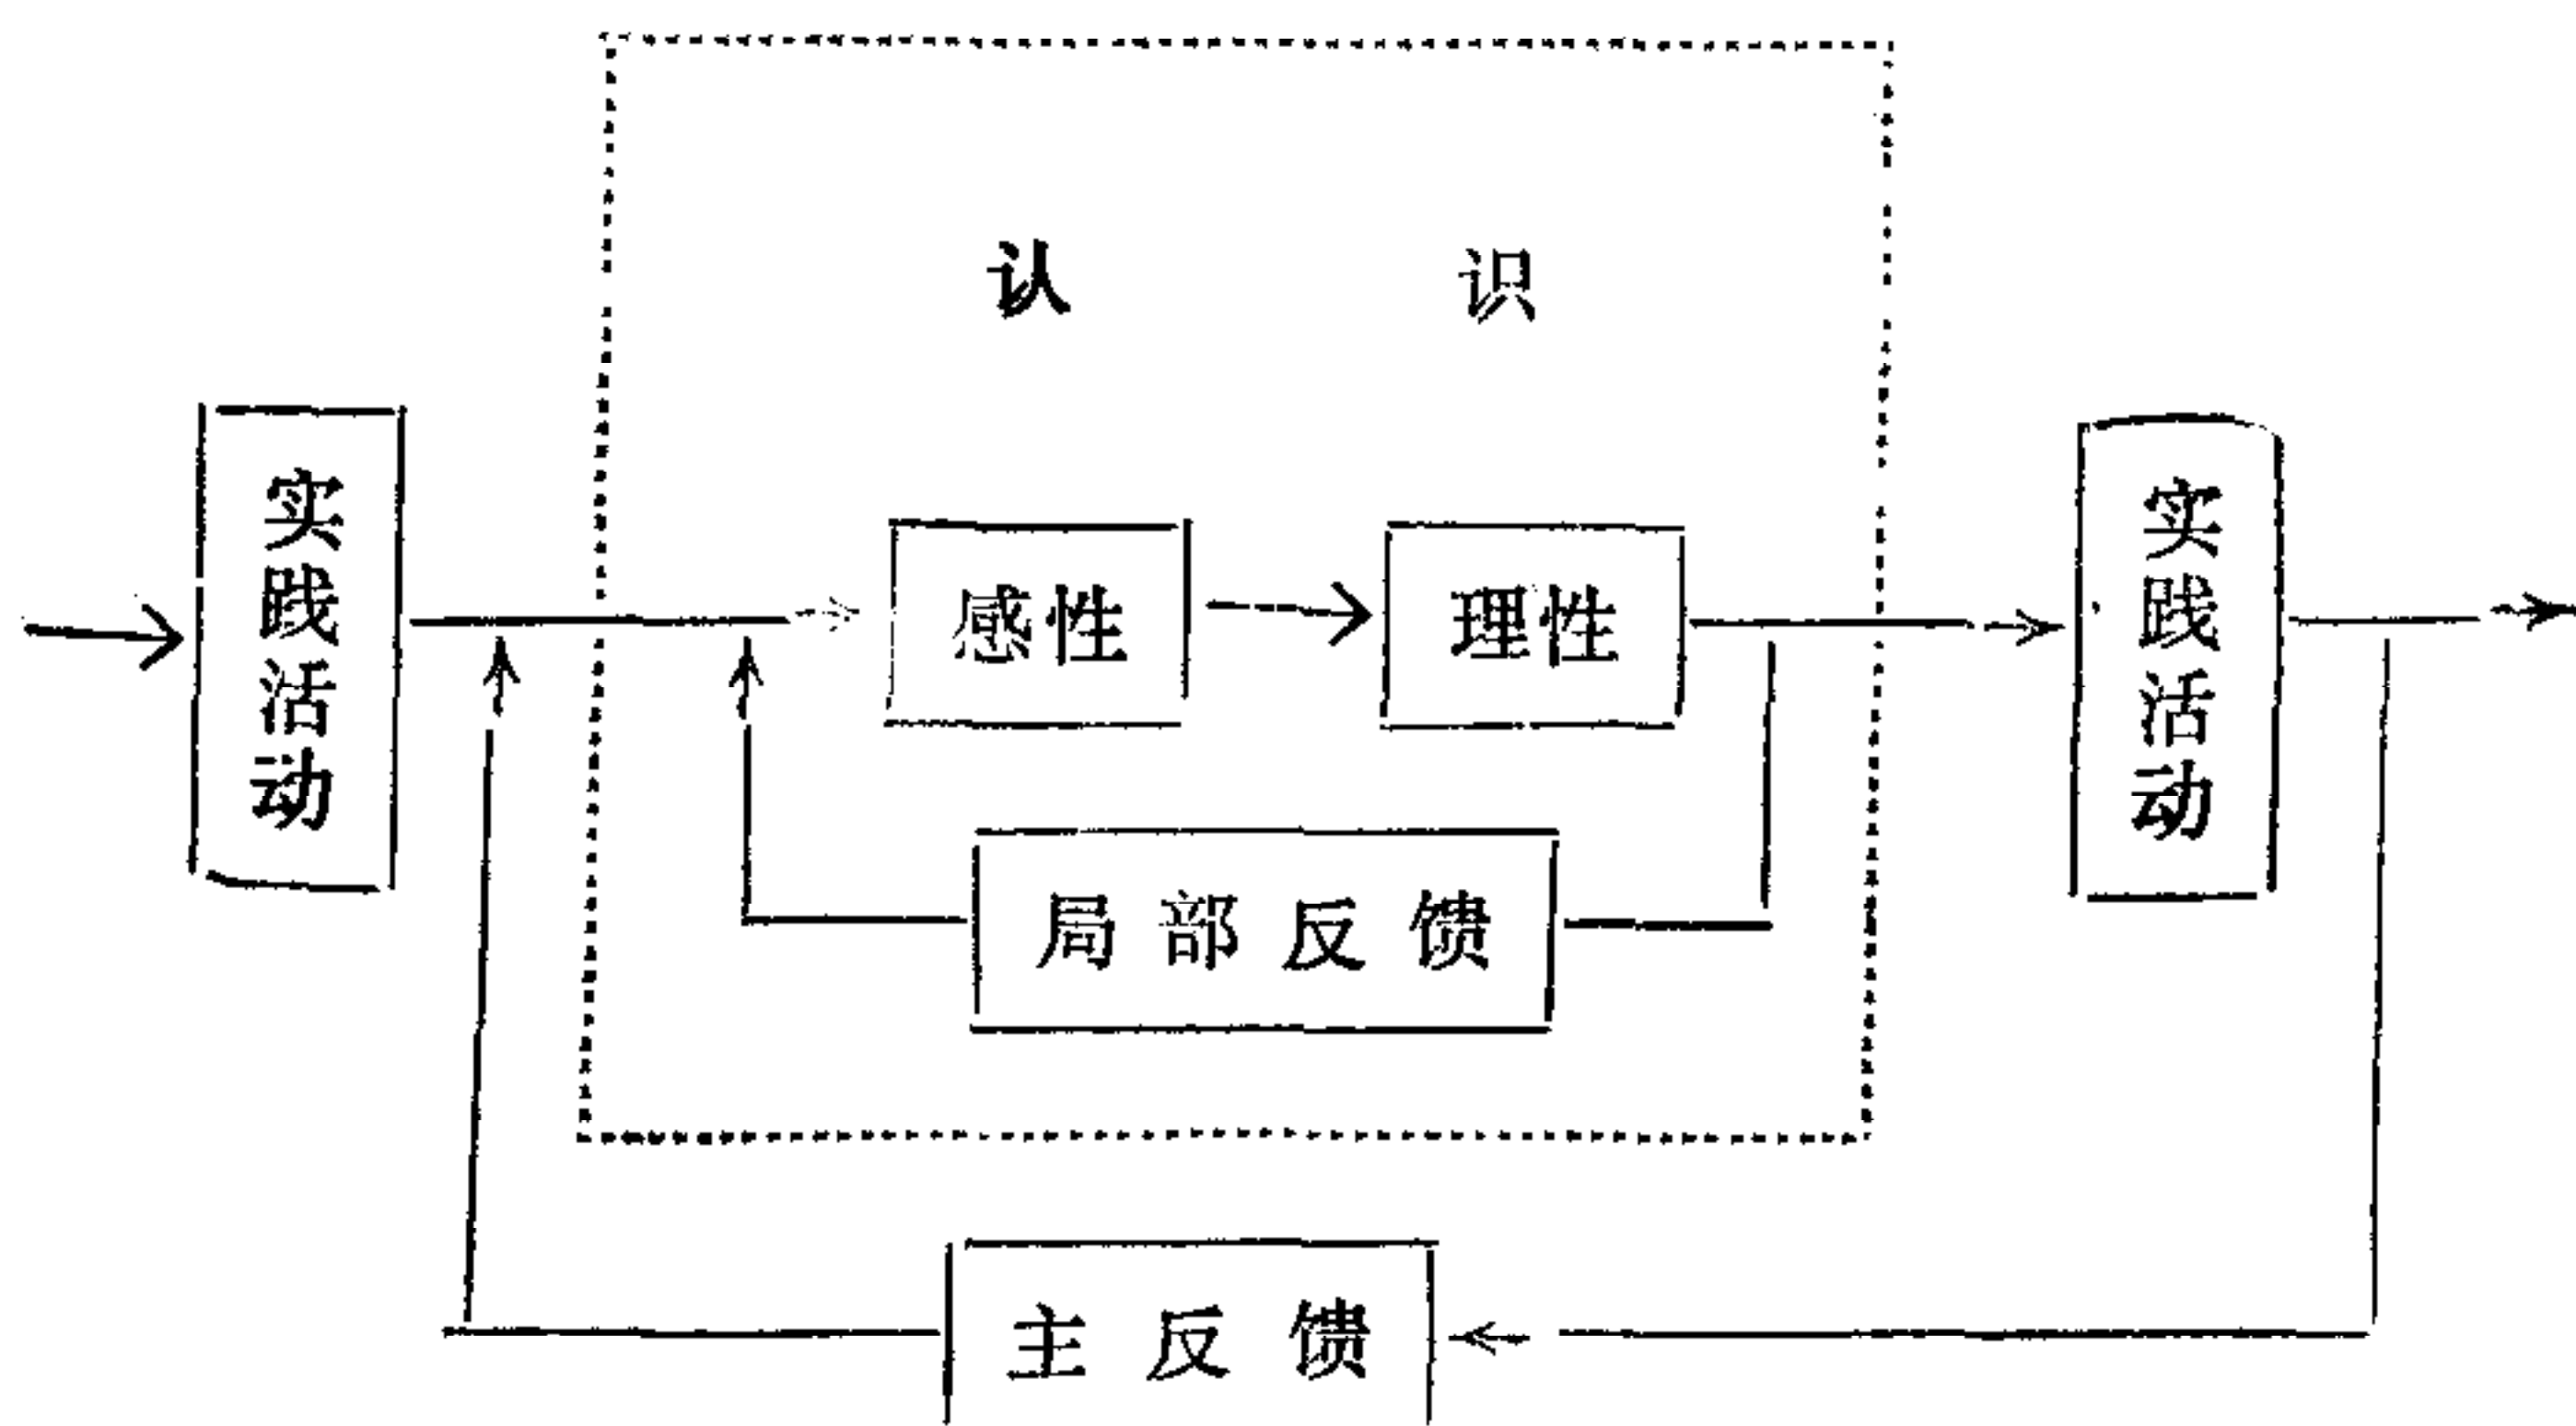 认识
实践活动
感性
理性
实践活动
局部反馈
主反馈